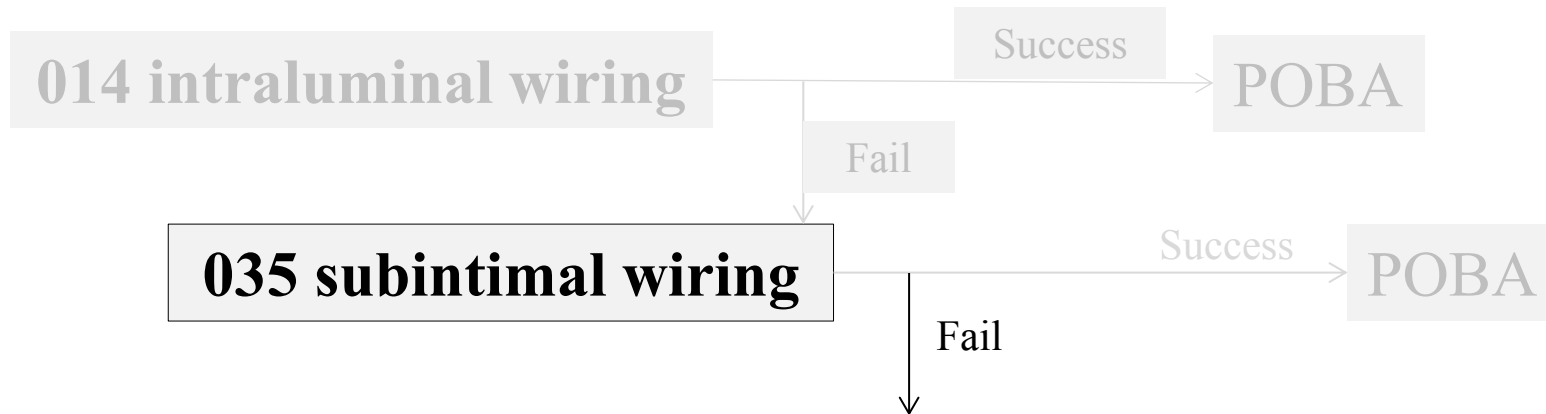 Success
014 intraluminal wiring
POBA
Fail
Success
035 subintimal wiring
POBA
Fail